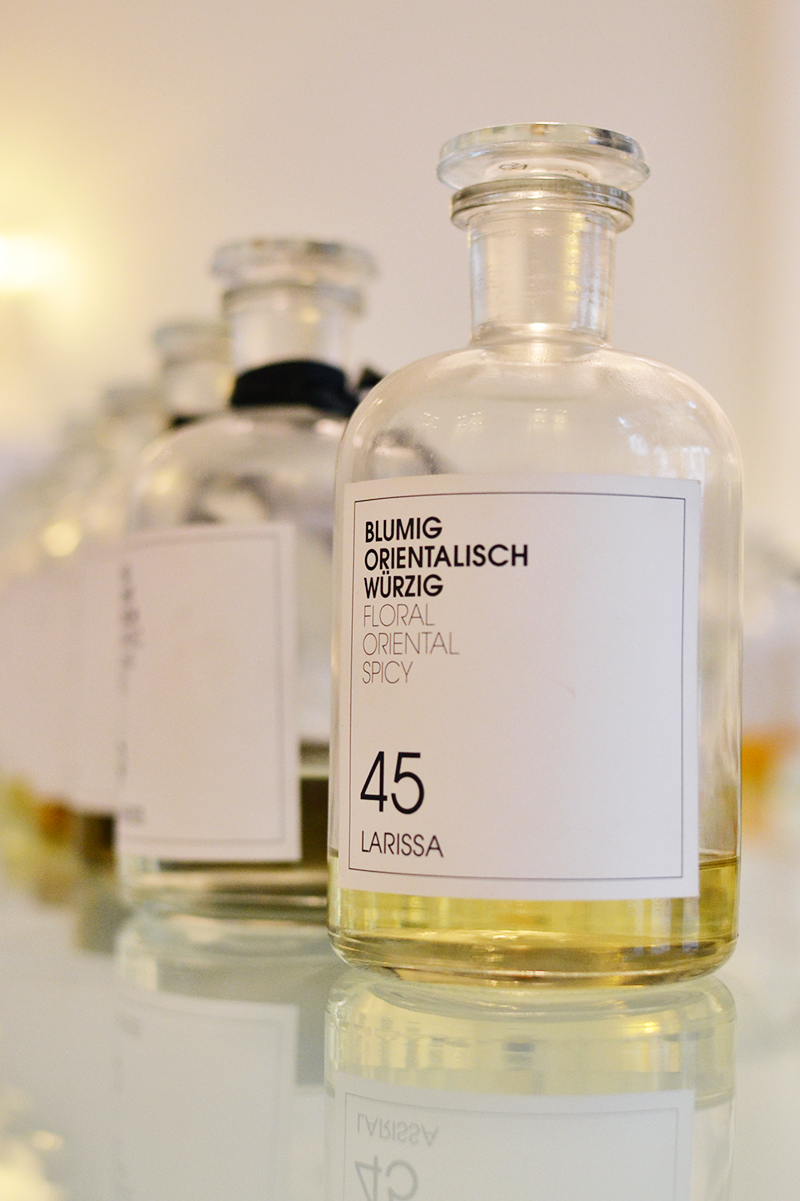 BLUMIG
ORIENTALISCH
WÜRZIG
FLORAL
ORIENTAL
SPICY
45
LARISSA